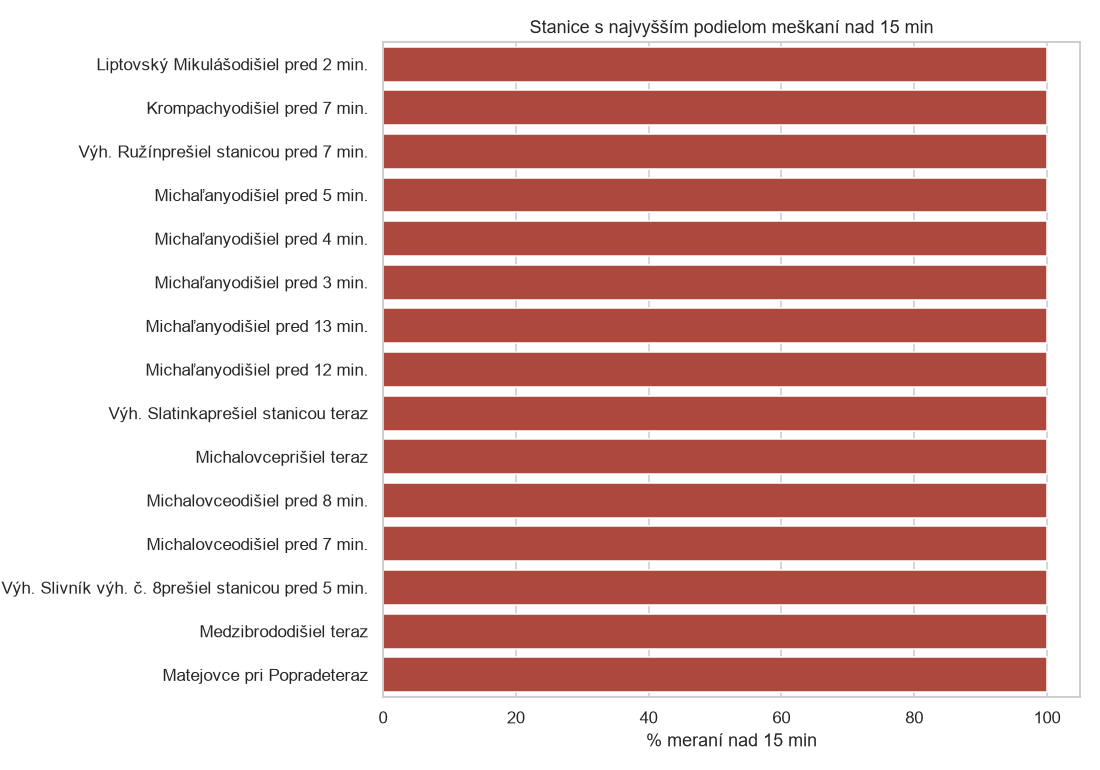 Stanice s najvyšším podielom meškaní nad 15 min
Liptovský Mikulášodišiel pred 2 min.
Krompachyodišiel pred 7 min.
Výh. Ružínprešiel stanicou pred 7 min.
Michaľanyodišiel pred 5 min.
Michaľanyodišiel pred 4 min.
Michaľanyodišiel pred 3 min.
Michaľanyodišiel pred 13 min.
Michaľanyodišiel pred 12 min.
Výh. Slatinkaprešiel stanicou teraz
Michalovceprišiel teraz
Michalovceodišiel pred 8 min.
Michalovceodišiel pred 7 min.
Výh. Slivník výh. č. 8prešiel stanicou pred 5 min.
Medzibrododišiel teraz
Matejovce pri Popradeteraz
0 20 40 60 80 100
% meraní nad 15 min